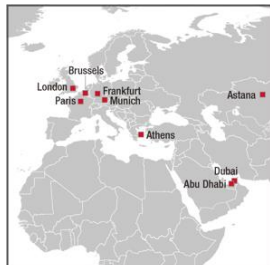 Brussels
London
Frankfurt
Paris
Munich
Astana
Athens
Dubai
Abu Dhabi